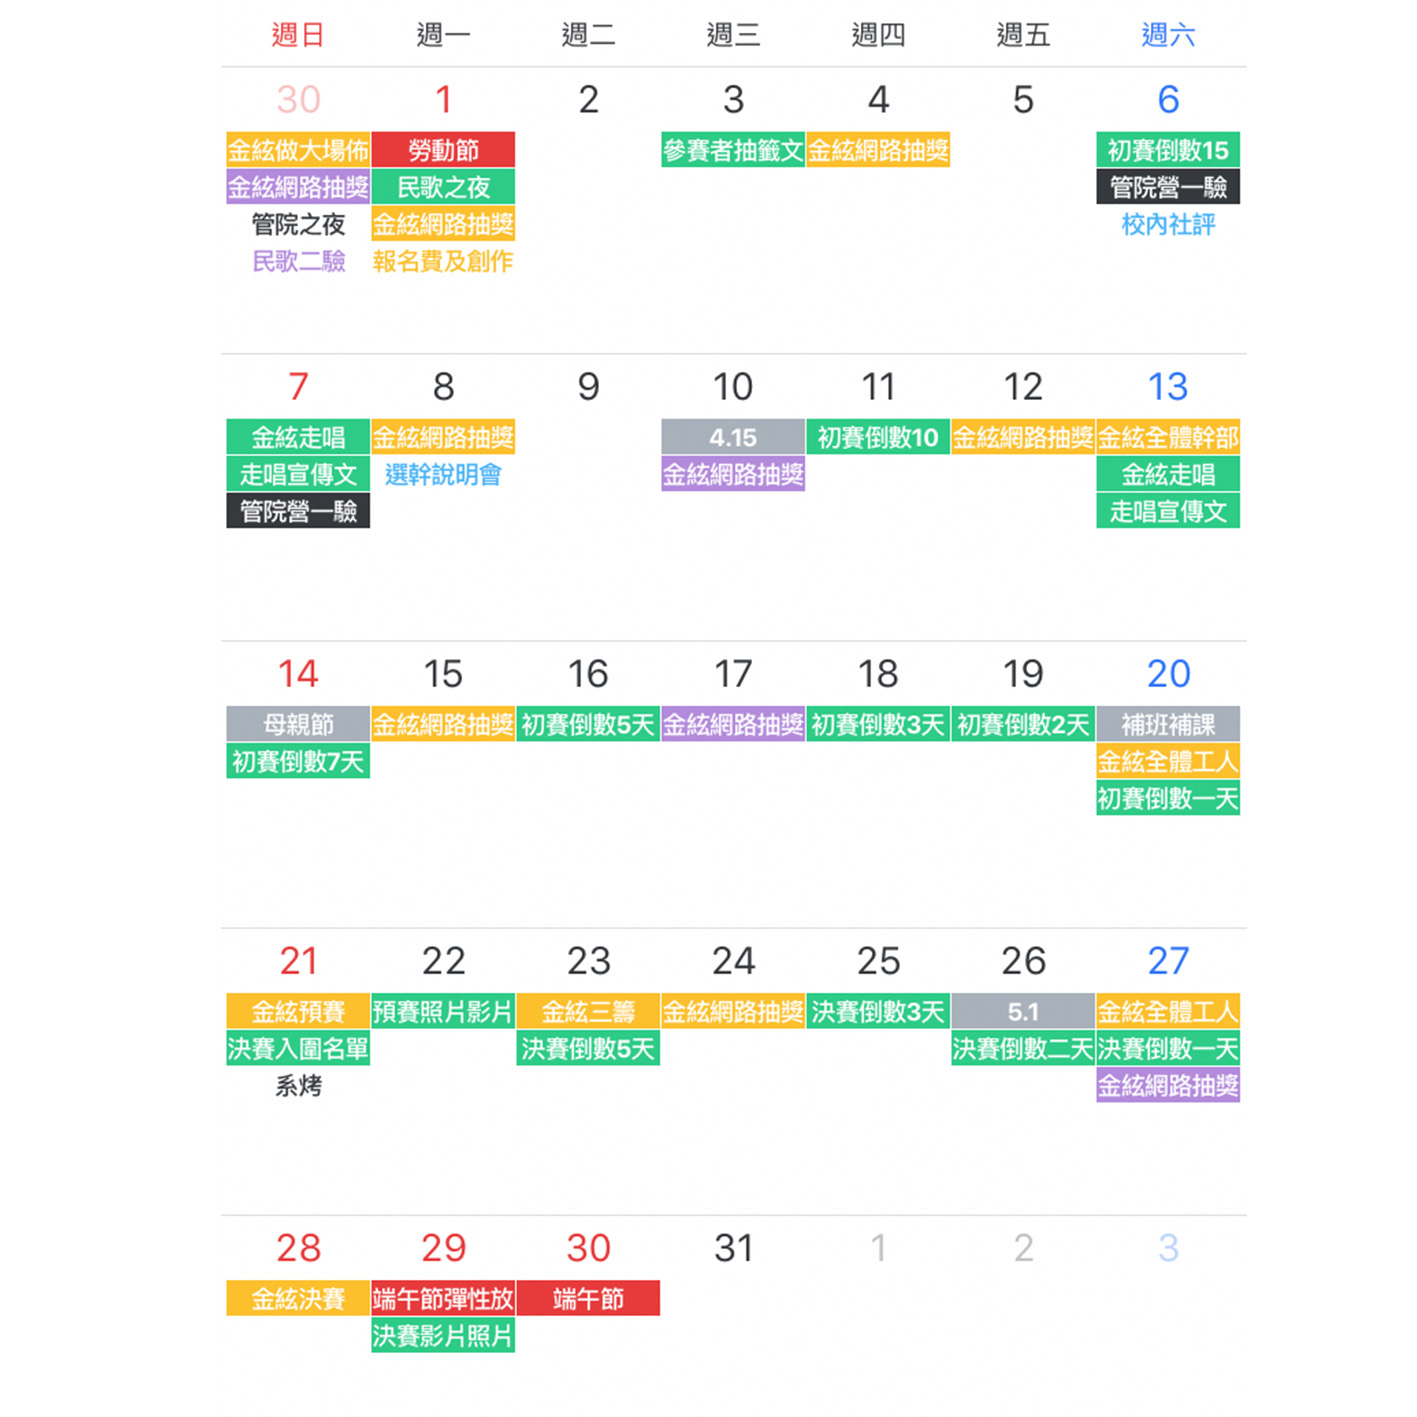 週日 週一 週二 週三 週四 週五 週六
30 1 2 3 4 5 6
金絃做大場佈 勞動節 參賽者抽籤文 金絃網路抽獎 初賽倒數15
金絃網路抽獎 民歌之夜 管院營一驗
管院之夜 金絃網路抽獎 校內社評
民歌二驗 報名費及創作
7 8 9 10 11 12 13
金絃走唱 金絃網路抽獎 4.15 初賽倒數10 金絃網路抽獎 金絃全體幹部
走唱宣傳文 選幹說明會 金絃網路抽獎 金絃走唱
管院營一驗 走唱宣傳文
14 15 16 17 18 19 20
母親節 金絃網路抽獎 初賽倒數5天 金絃網路抽獎 初賽倒數3天 初賽倒數2天 補班補課
初賽倒數7天 金絃全體工人
初賽倒數一天
21 22 23 24 25 26 27
金絃預賽 預賽照片影片 金絃三籌 金絃網路抽獎 決賽倒數3天 5.1 金絃全體工人
決賽入圍名單 決賽倒數5天 決賽倒數二天 決賽倒數一天
系烤 金絃網路抽獎
28 29 30 31 1 2 3
金絃決賽 端午節彈性放 端午節
決賽影片照片